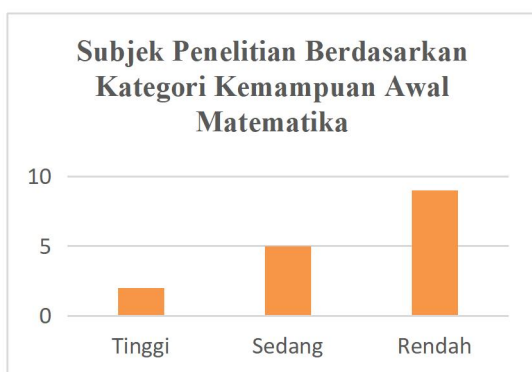 Subjek Penelitian Berdasarkan
Kategori Kemampuan Awal
Matematika
10
5
0
Tinggi Sedang Rendah